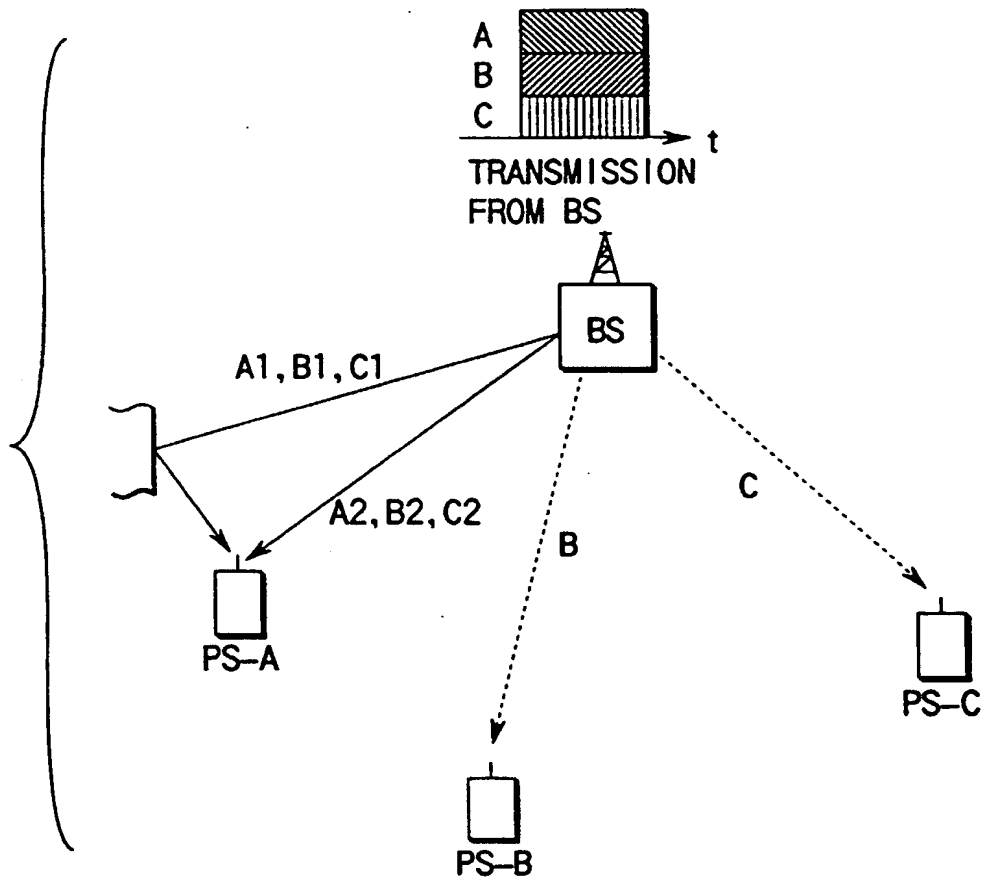 A
B
C
t
TRANSMISSION
FROM BS
BS
A1, B1, C1
A2, B2, C2
B
C
PS-A
PS-C
PS-B